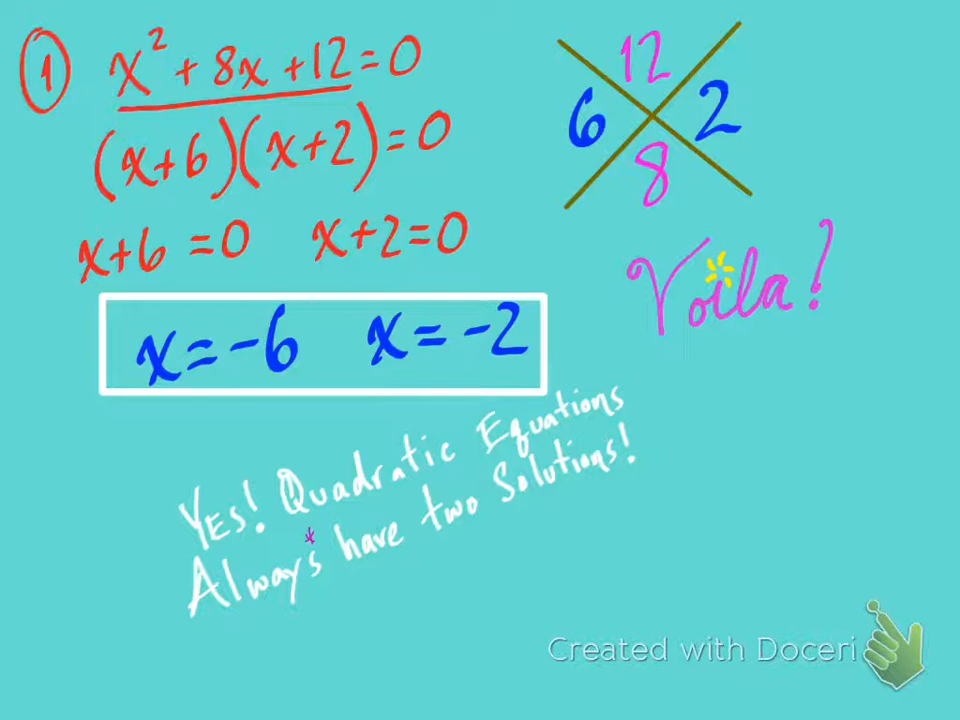 ① x² + 8x + 12 = 0
(x+6)(x+2) = 0
x+6 = 0 x+2 = 0
x = -6 x = -2
12
6 2
8
Voila!
YES! Quadratic Equations
Always* have two Solutions!
Created with Doceri